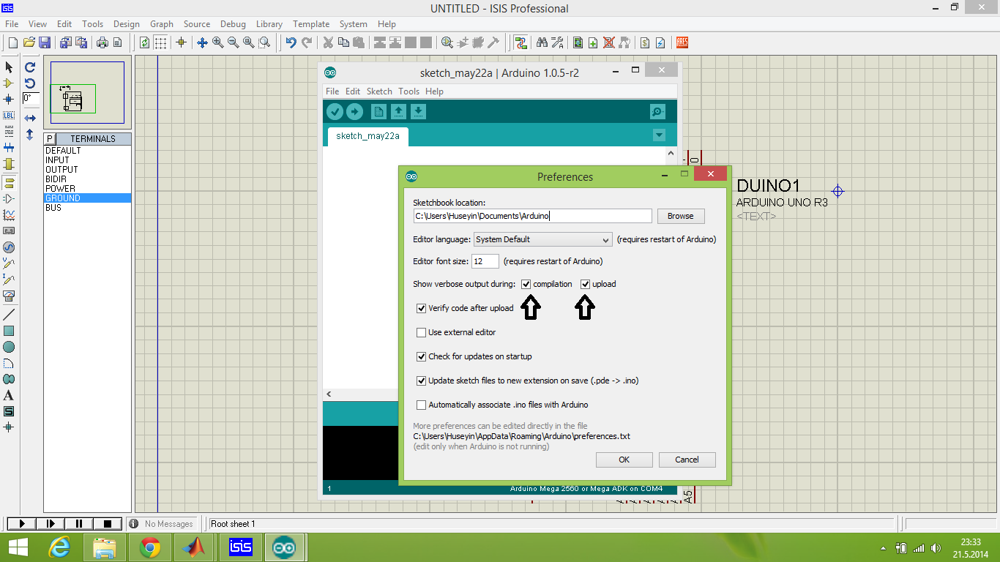 isis
UNTITLED - ISIS Professional
File View Edit Tools Design Graph Source Debug Library Template System Help
ARES
0°
LBL
P TERMINALS
DEFAULT
INPUT
OUTPUT
BIDIR
POWER
GROUND
BUS
A
S
sketch_may22a | Arduino 1.0.5-r2
File Edit Sketch Tools Help
sketch_may22a
Preferences
Sketchbook location:
C:\Users\Huseyin\Documents\Arduino
Browse
Editor language: System Default (requires restart of Arduino)
Editor font size: 12 (requires restart of Arduino)
Show verbose output during: compilation upload
Verify code after upload
Use external editor
Check for updates on startup
Update sketch files to new extension on save (.pde -> .ino)
Automatically associate .ino files with Arduino
More preferences can be edited directly in the file
C:\Users\Huseyin\AppData\Roaming\Arduino\preferences.txt
(edit only when Arduino is not running)
OK Cancel
1 Arduino Mega 2560 or Mega ADK on COM4
0
DUINO1
ARDUINO UNO R3
<TEXT>
A5
No Messages Root sheet 1
isis
23:33
21.5.2014